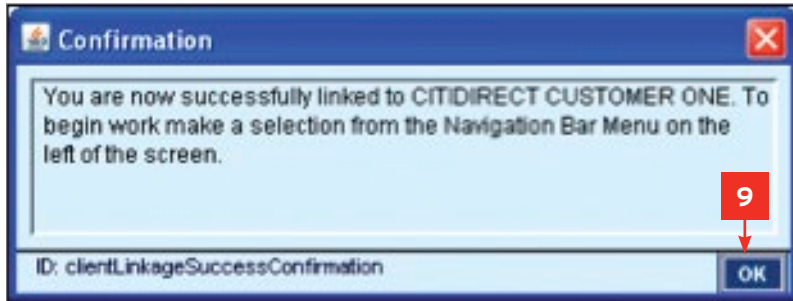 Confirmation
You are now successfully linked to CITIDIRECT CUSTOMER ONE. To
begin work make a selection from the Navigation Bar Menu on the
left of the screen.
9
ID: clientLinkageSuccessConfirmation
OK